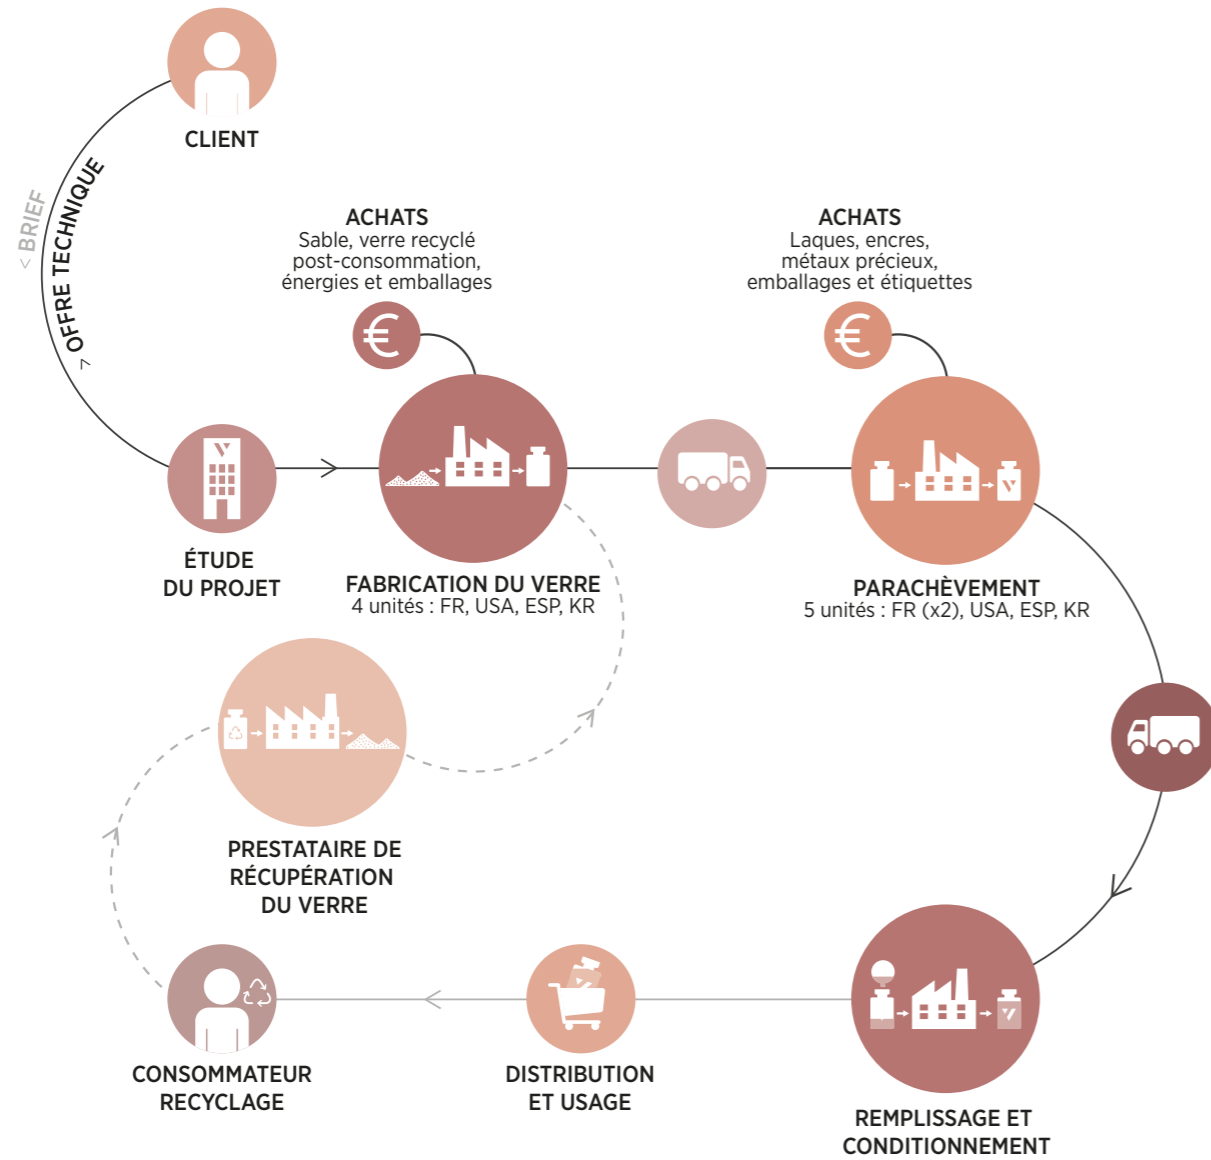 CLIENT
< BRIEF
OFFRE TECHNIQUE >
ACHATS
Sable, verre recyclé
post-consommation,
énergies et emballages
€
ACHATS
Laques, encres,
métaux précieux,
emballages et étiquettes
€
ÉTUDE
DU PROJET
FABRICATION DU VERRE
4 unités : FR, USA, ESP, KR
PARACHÈVEMENT
5 unités : FR (x2), USA, ESP, KR
PRESTATAIRE DE
RÉCUPÉRATION
DU VERRE
CONSOMMATEUR
RECYCLAGE
DISTRIBUTION
ET USAGE
REMPLISSAGE ET
CONDITIONNEMENT